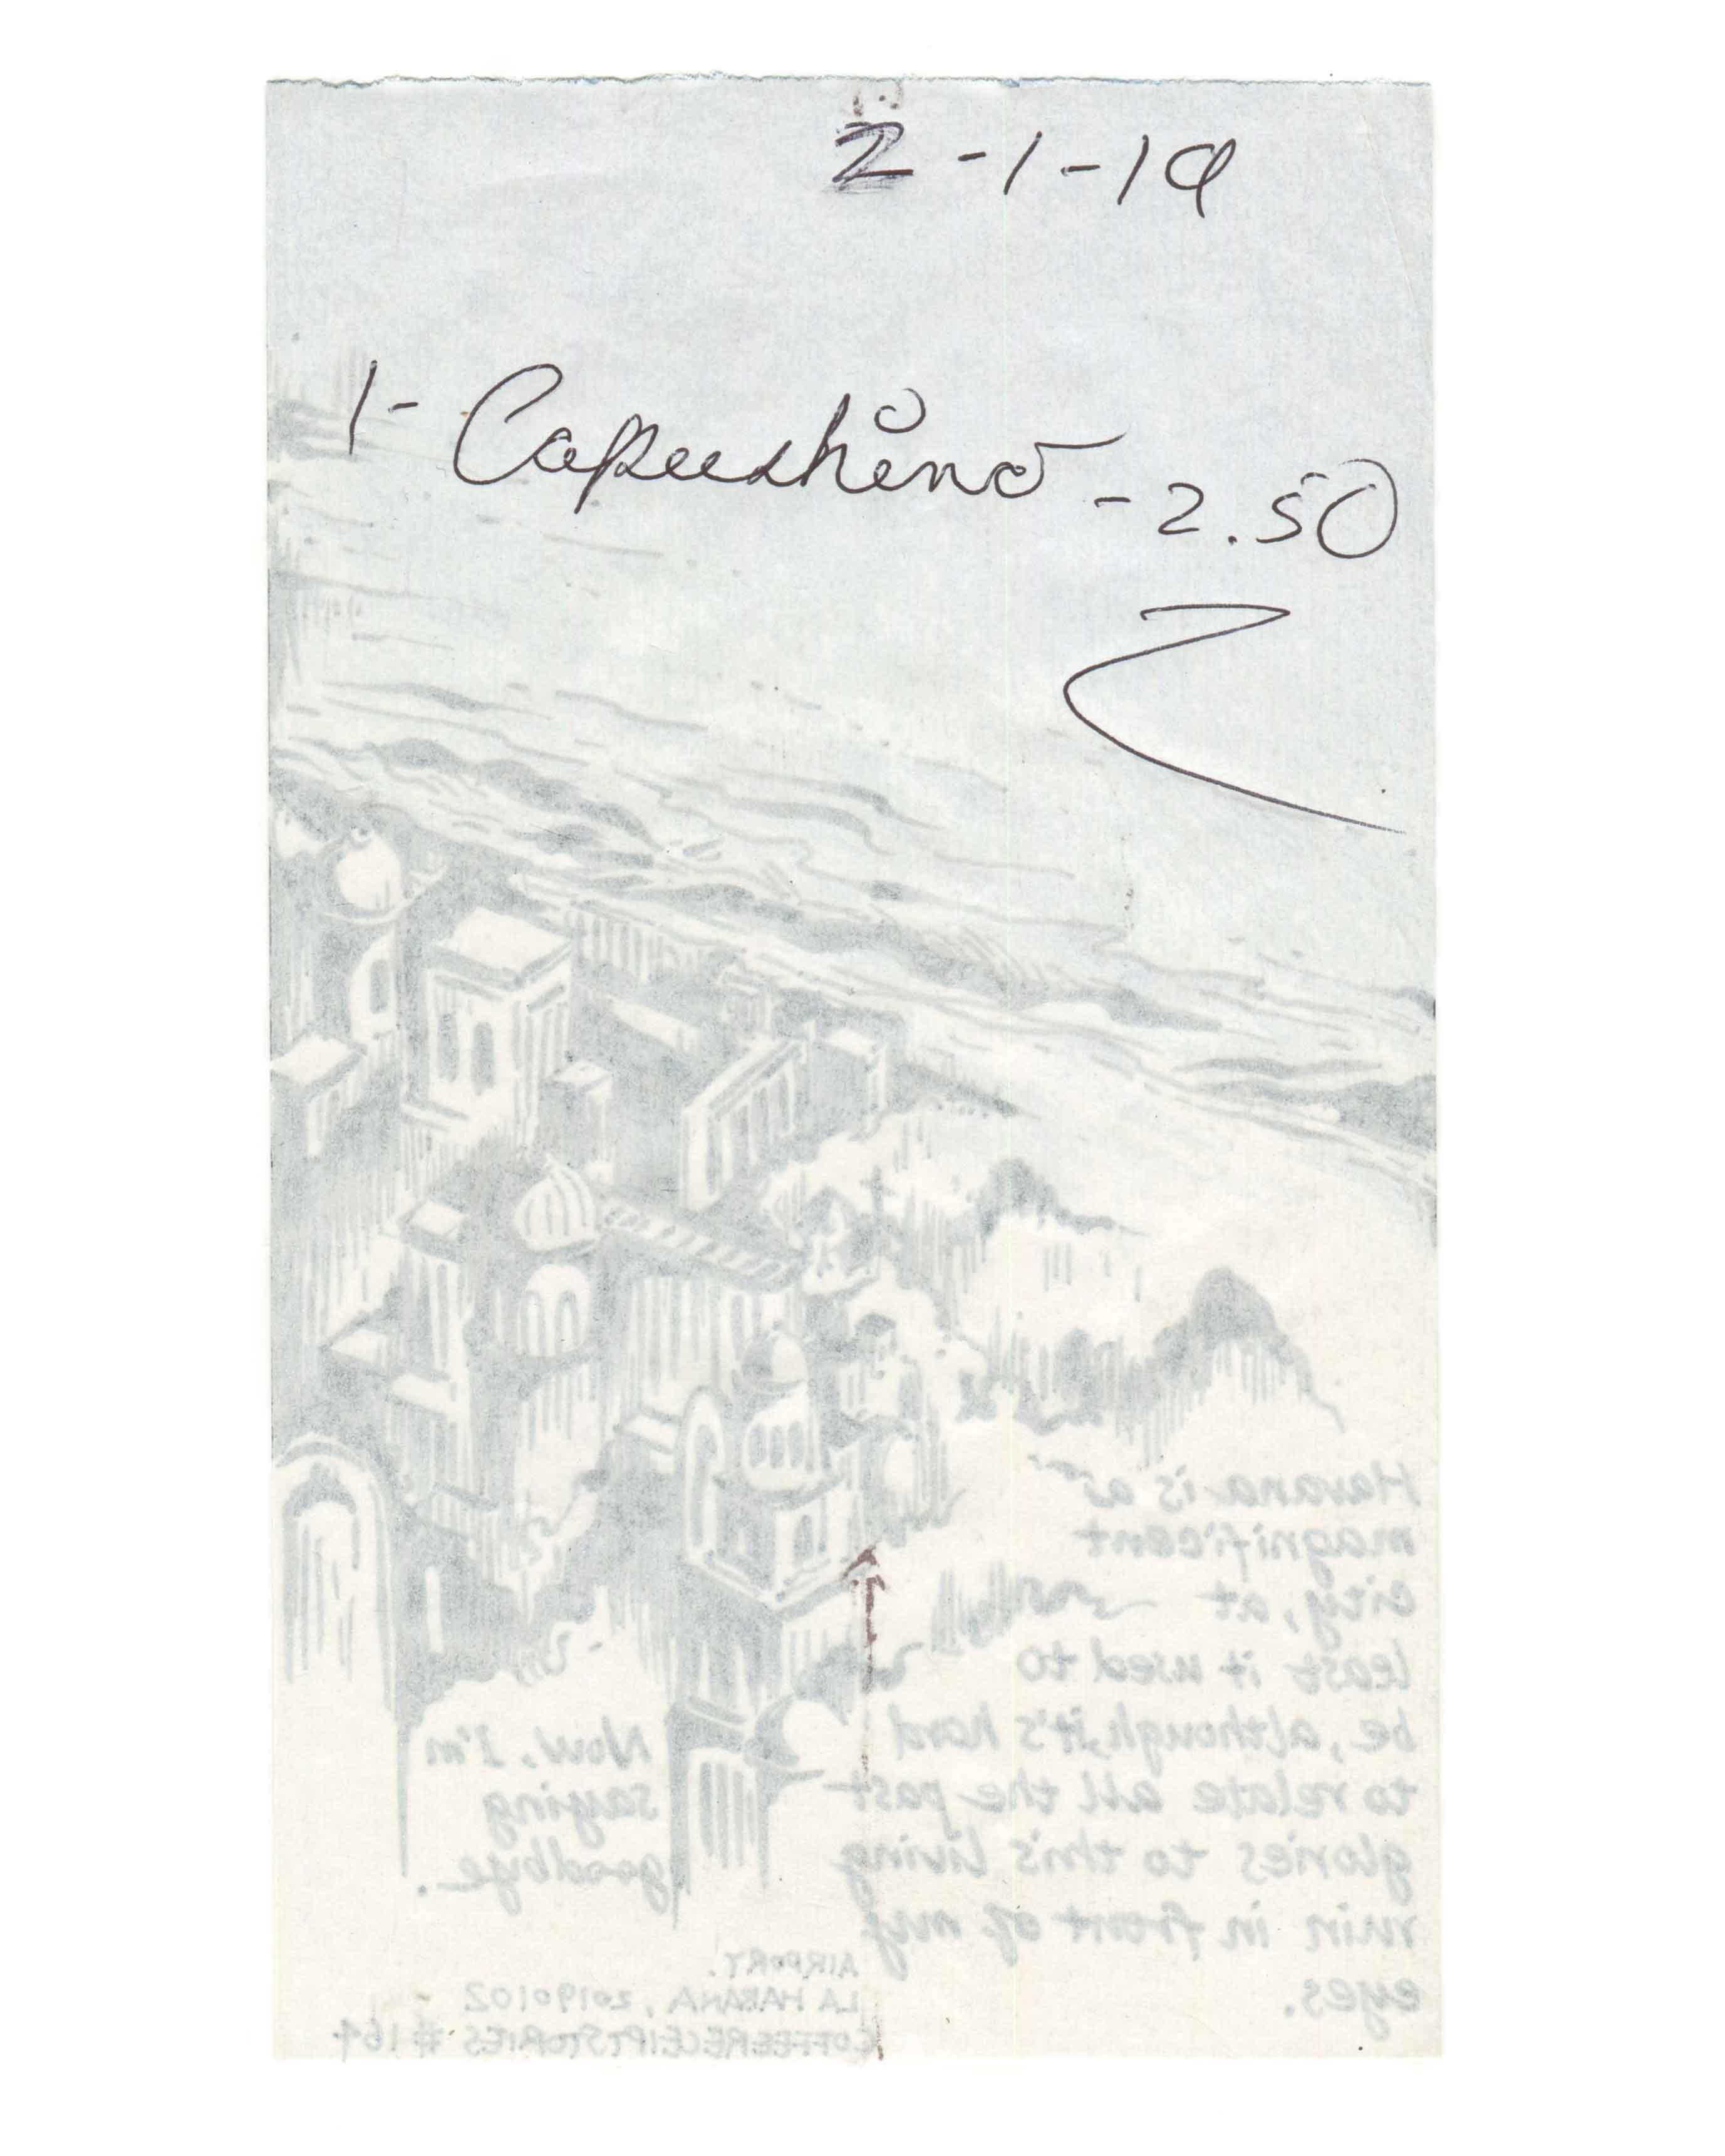 2-1-19
1- Capushino - 2.50
Havana is as
magnificent
city, at
least it used to
be, although, it's hard
to relate all the past
glories to this living
ruin in front of my
eyes.
Now, I'm
saying
goodbye.
AIRPORT.
LA HABANA, 20190102
COFFEERECEIPTSTORIES #164